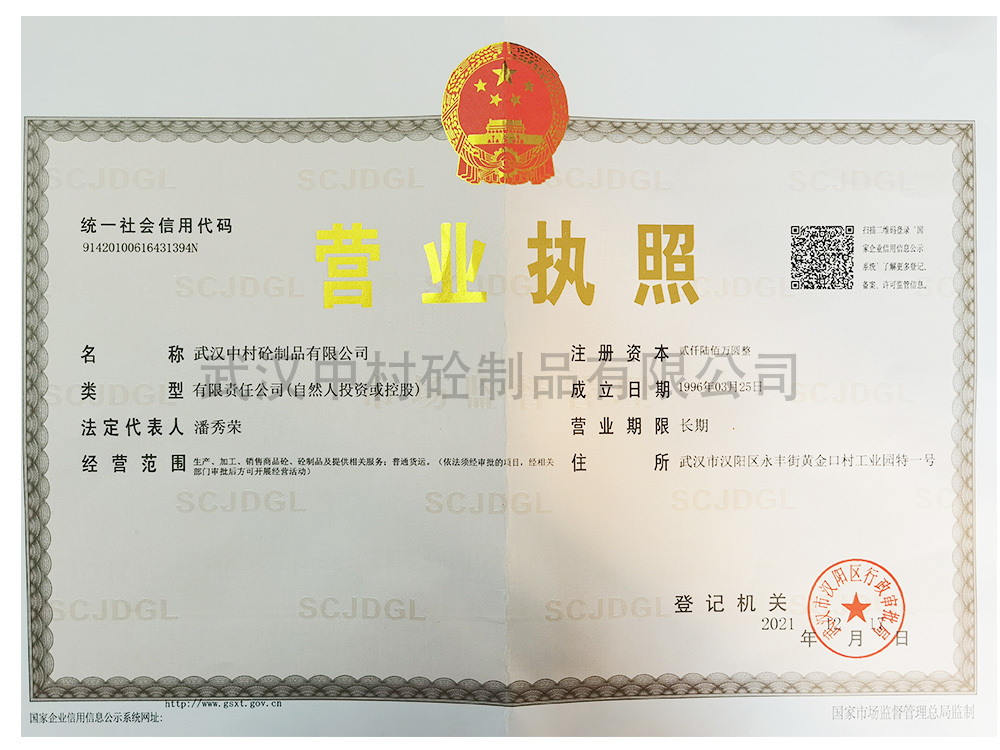 统一社会信用代码
91420100616431394N
营业执照
扫描二维码登录“国
家企业信用信息公示
系统”了解更多登记、
备案、许可监管信息。
名称 武汉中村砼制品有限公司
注册资本 贰仟陆佰万圆整
武汉中村砼制品有限公司
类型 有限责任公司(自然人投资或控股)
成立日期 1996年03月25日
法定代表人 潘秀荣
营业期限 长期
经营范围 生产、加工、销售商品砼、砼制品及提供相关服务；普通货运。（依法须经审批的项目，经相关
部门审批后方可开展经营活动）
住所 武汉市汉阳区永丰街黄金口村工业园特一号
SCJDGL SCJDGL SCJDGL SCJDGL
登记机关
武汉市汉阳区行政审批局
2021年12月17日
http://www.gsxt.gov.cn
国家企业信用信息公示系统网址:
国家市场监督管理总局监制